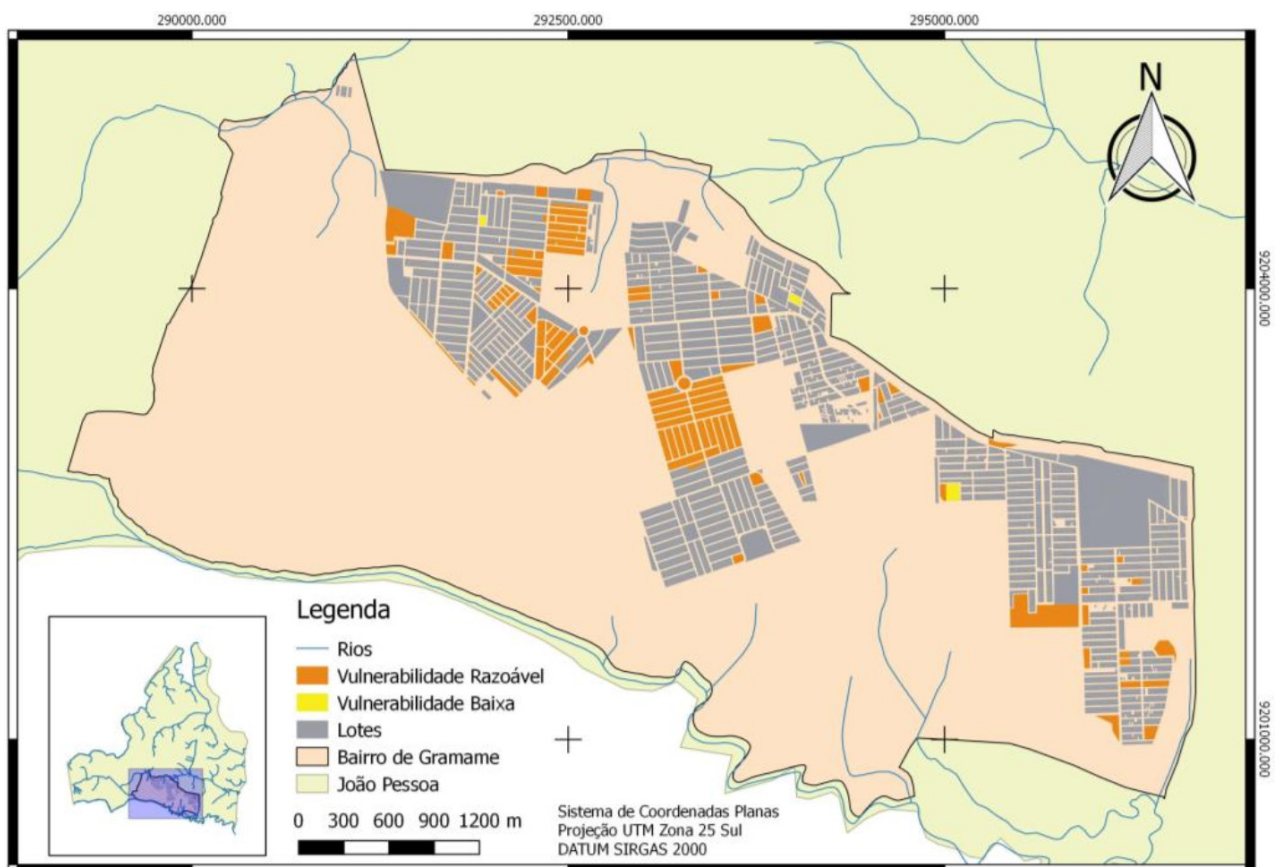 290000.000
292500.000
295000.000
N
9204000.000
9201000.000
Legenda
Rios
Vulnerabilidade Razoável
Vulnerabilidade Baixa
Lotes
Bairro de Gramame
João Pessoa
0 300 600 900 1200 m
Sistema de Coordenadas Planas
Projeção UTM Zona 25 Sul
DATUM SIRGAS 2000